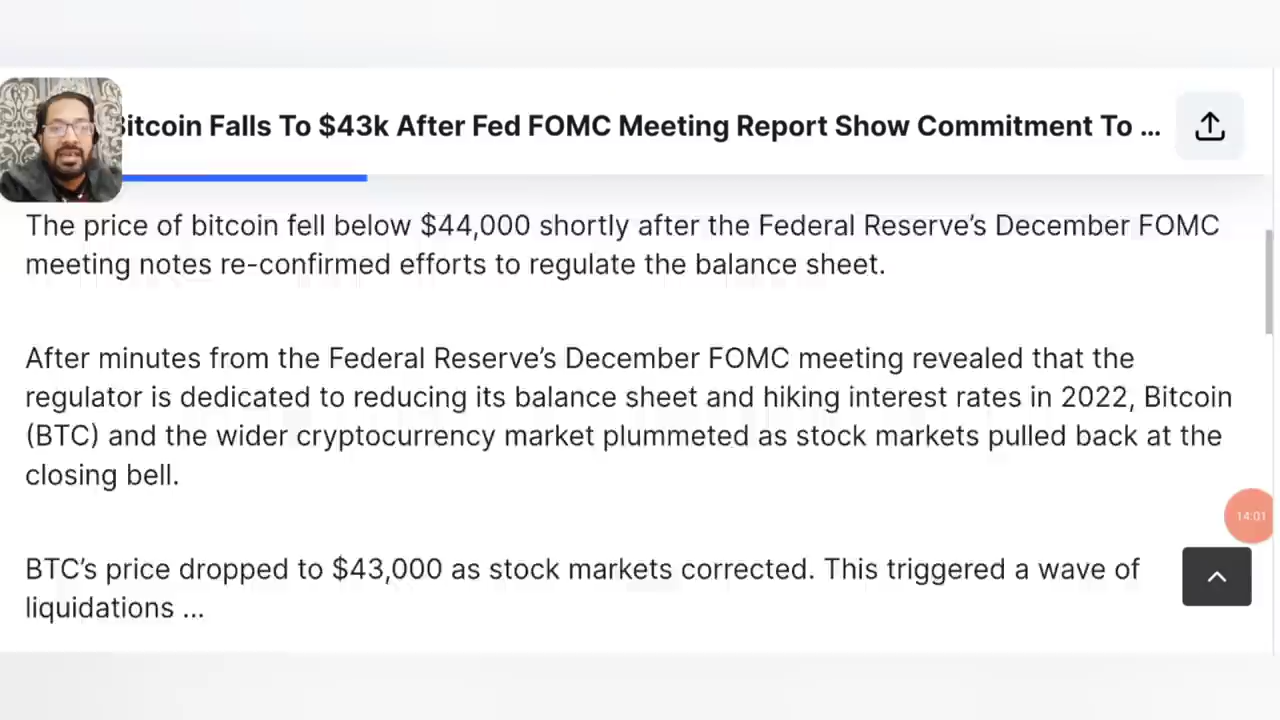 Bitcoin Falls To $43k After Fed FOMC Meeting Report Show Commitment To ...
The price of bitcoin fell below $44,000 shortly after the Federal Reserve’s December FOMC
meeting notes re-confirmed efforts to regulate the balance sheet.
After minutes from the Federal Reserve’s December FOMC meeting revealed that the
regulator is dedicated to reducing its balance sheet and hiking interest rates in 2022, Bitcoin
(BTC) and the wider cryptocurrency market plummeted as stock markets pulled back at the
closing bell.
14:01
BTC’s price dropped to $43,000 as stock markets corrected. This triggered a wave of
liquidations ...